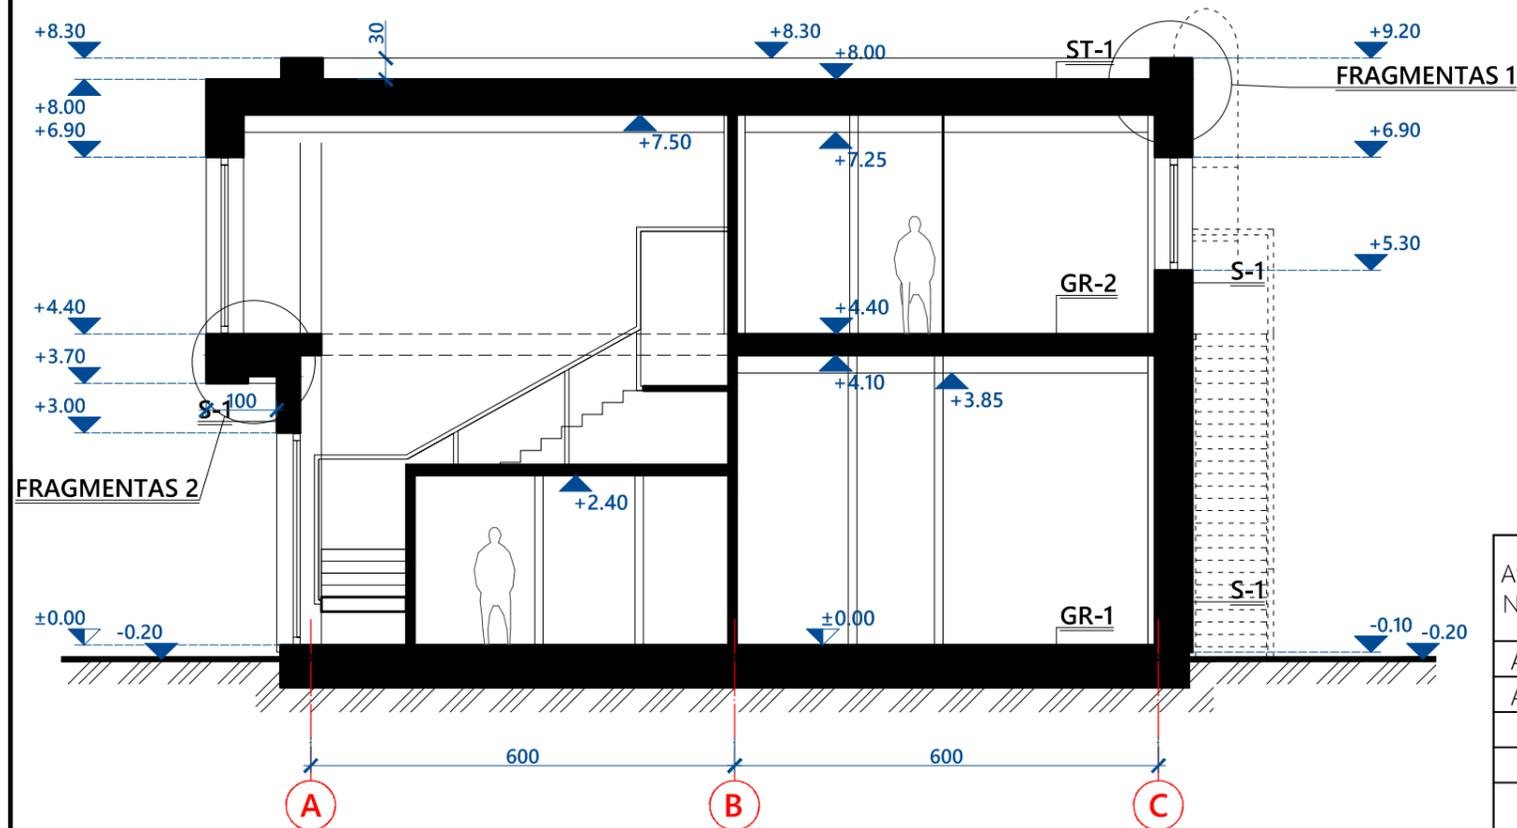 +8.30
30
+8.30
+8.00
ST-1
+9.20
FRAGMENTAS 1
+8.00
+6.90
+7.50
+7.25
+6.90
+5.30
S-1
GR-2
+4.40
+4.40
+3.70
+4.10
+3.85
+3.00
S-1
100
FRAGMENTAS 2
+2.40
A
N
S-1
±0.00
-0.20
±0.00
GR-1
-0.10
-0.20
A
A
600
600
A
B
C